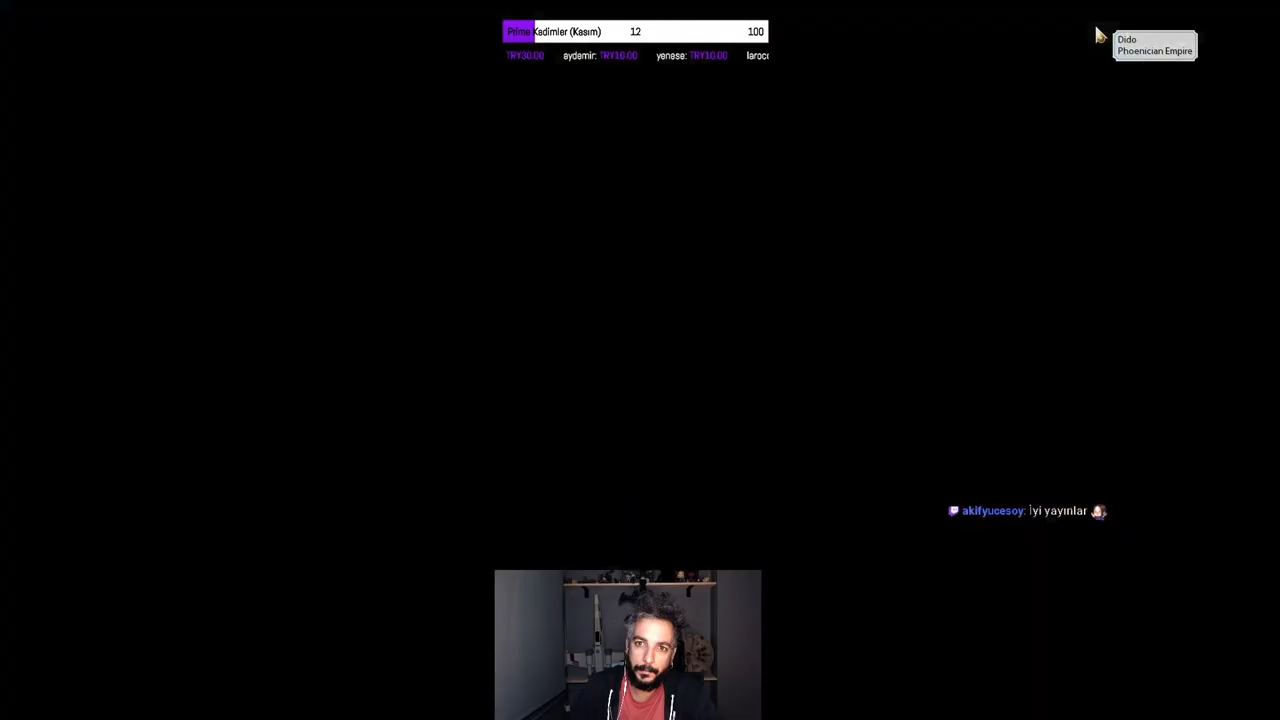 Prime Kadimler (Kasım) 12 100
TRY30.00 aydemir: TRY10.00 yenese: TRY10.00 laroc
Dido
Phoenician Empire
akifyucesoy: İyi yayınlar